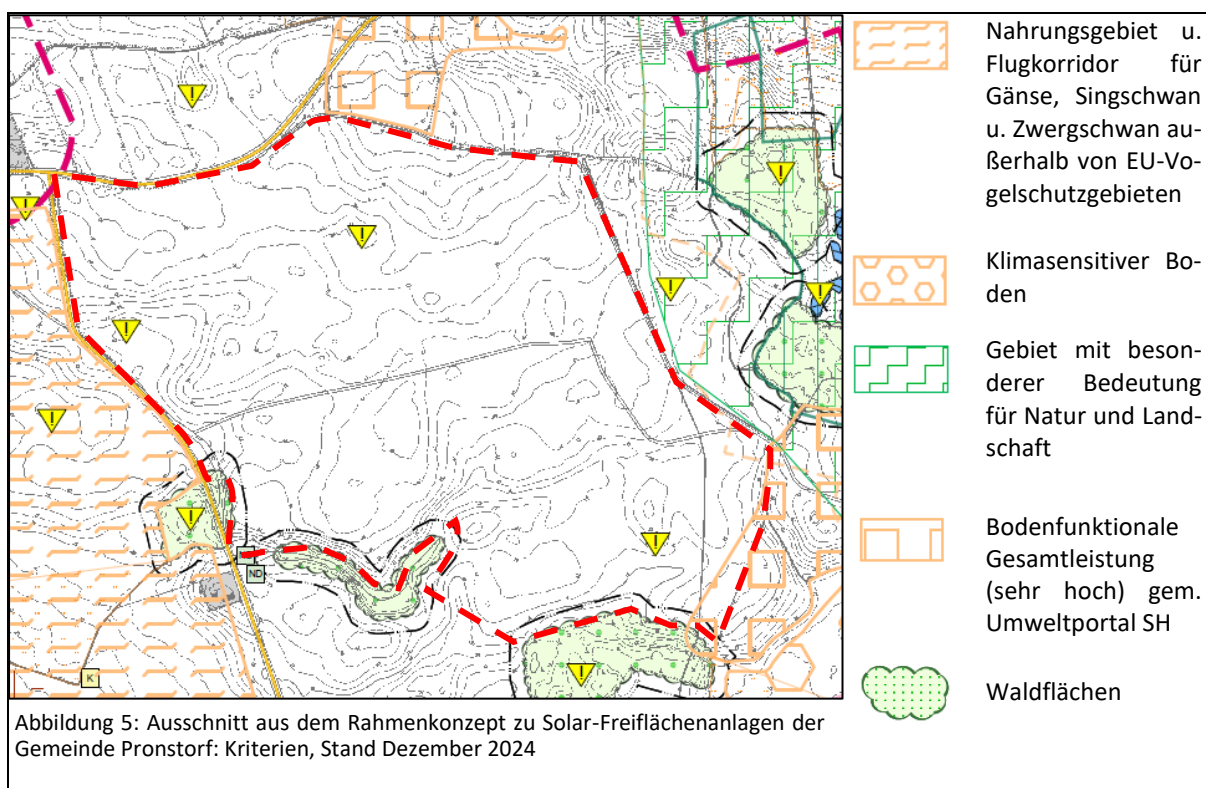 !
!
!
!
!
!
!
!
!
!
!
ND
K
Abbildung 5: Ausschnitt aus dem Rahmenkonzept zu Solar-Freiflächenanlagen der
Gemeinde Pronstorf: Kriterien, Stand Dezember 2024
Nahrungsgebiet u.
Flugkorridor für
Gänse, Singschwan
u. Zwergschwan au-
ßerhalb von EU-Vo-
gelschutzgebieten
Klimasensitiver Bo-
den
Gebiet mit beson-
derer Bedeutung
für Natur und Land-
schaft
Bodenfunktionale
Gesamtleistung
(sehr hoch) gem.
Umweltportal SH
Waldflächen